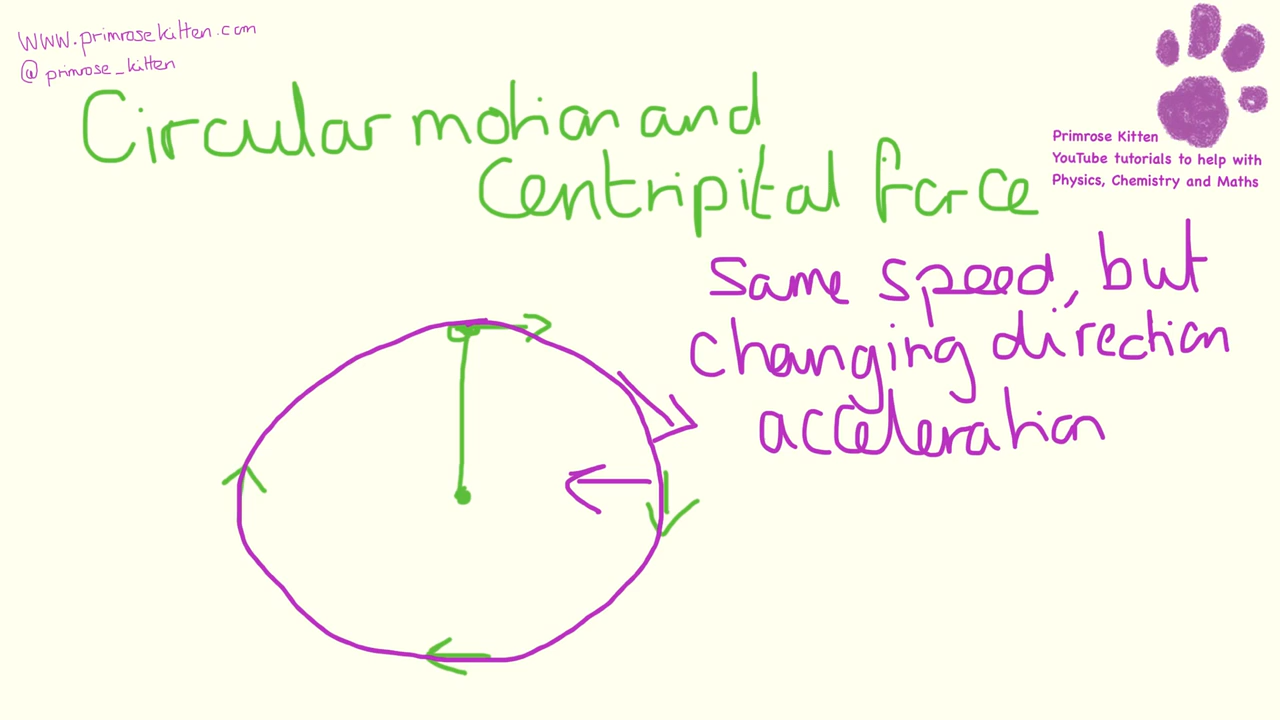 www.primrosekitten.com
@primrose_kitten
Circular motion and
Centripital force
Primrose Kitten
YouTube tutorials to help with
Physics, Chemistry and Maths
Same speed, but
changing direction
acceleration